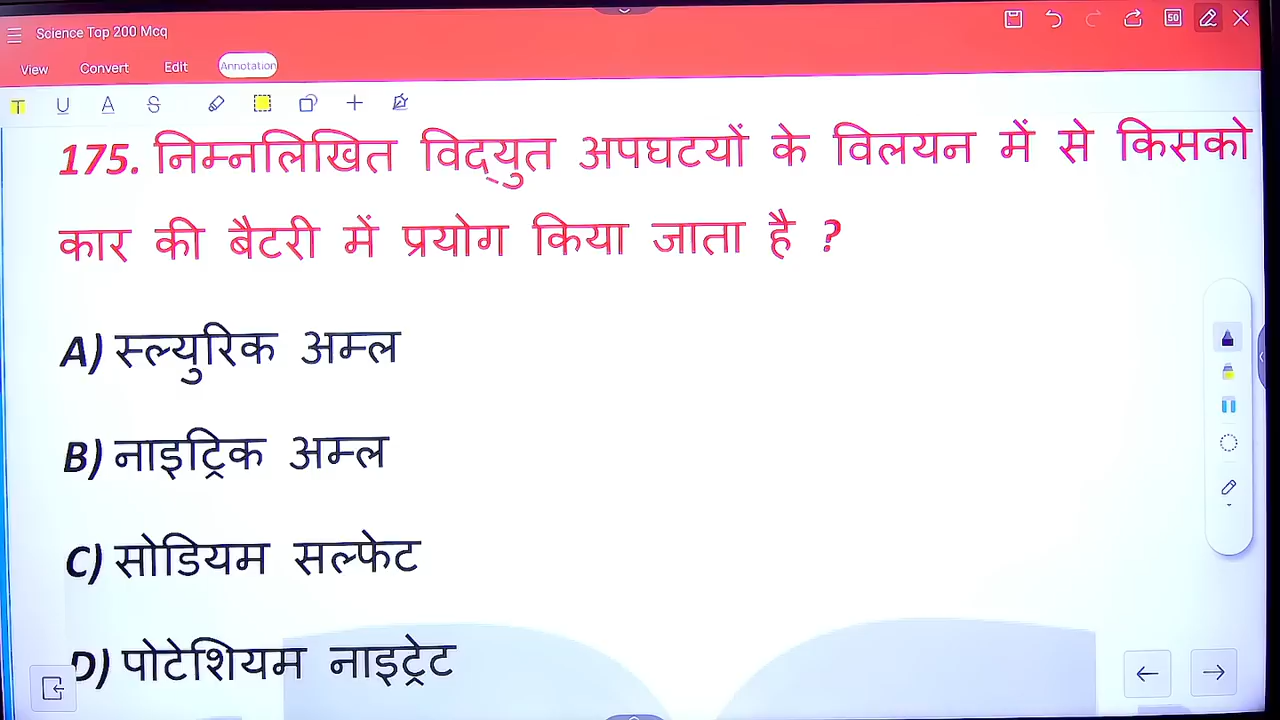 Science Top 200 Mcq
50
View Convert Edit Annotation
T U A S
175. निम्नलिखित विद्युत अपघटयों के विलयन में से किसको
कार की बैटरी में प्रयोग किया जाता है ?
A) स्ल्युरिक अम्ल
B) नाइट्रिक अम्ल
C) सोडियम सल्फेट
D) पोटेशियम नाइट्रेट